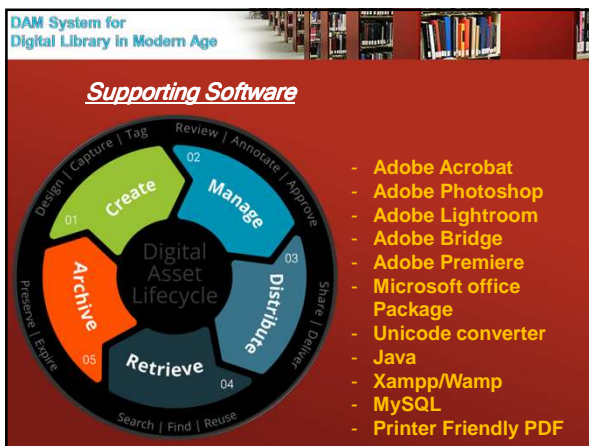 DAM System for
Digital Library in Modern Age
Supporting Software
Design | Capture | Tag
Review | Annotate | Approve
Share | Deliver
Search | Find | Reuse
Preserve | Expire
01
Create
02
Manage
03
Distribute
04
Retrieve
05
Archive
Digital
Asset
Lifecycle
- Adobe Acrobat
- Adobe Photoshop
- Adobe Lightroom
- Adobe Bridge
- Adobe Premiere
- Microsoft office
Package
- Unicode converter
- Java
- Xampp/Wamp
- MySQL
- Printer Friendly PDF